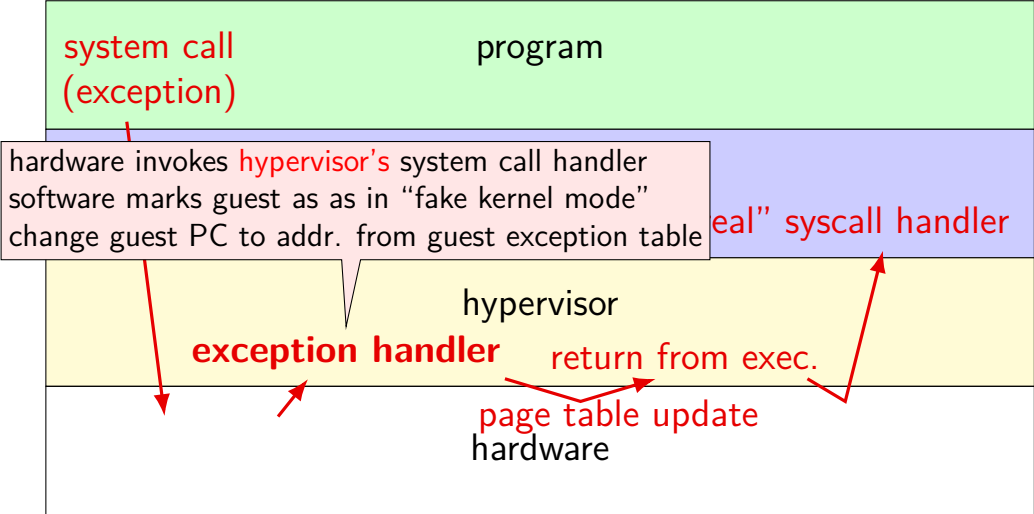 system call
(exception)
program
hardware invokes hypervisor's system call handler
software marks guest as as in “fake kernel mode”
change guest PC to addr. from guest exception table
syscall handler
hypervisor
exception handler
return from exec.
page table update
hardware